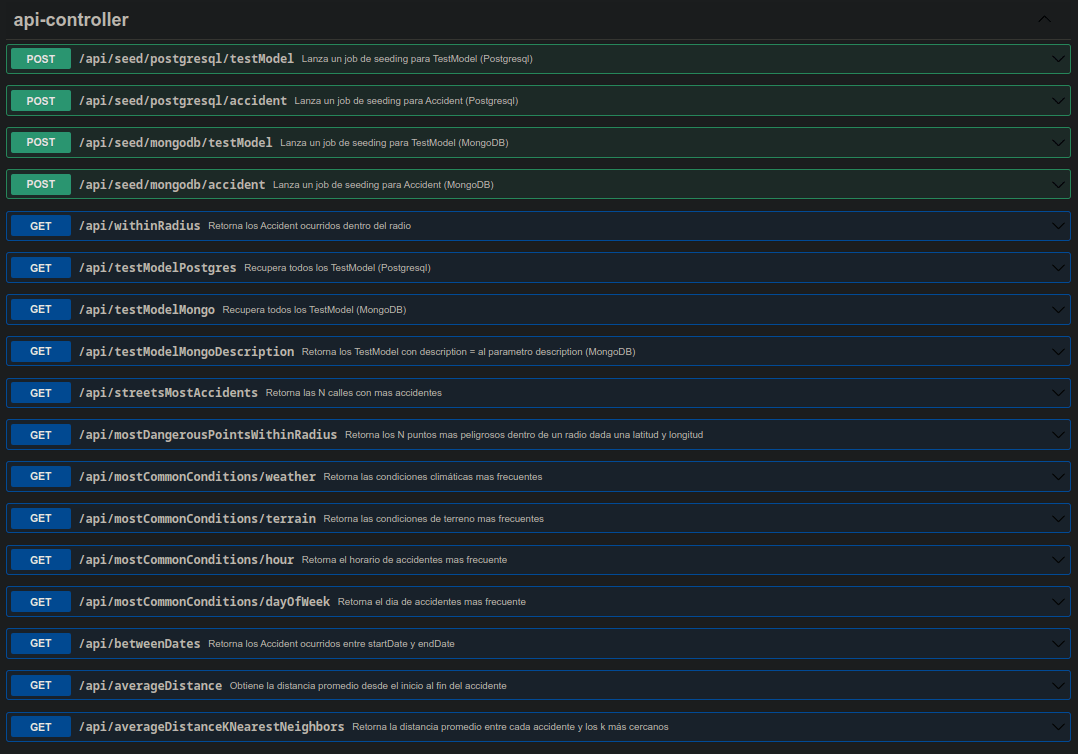 api-controller
POST /api/seed/postgresql/testModel Lanza un job de seeding para TestModel (Postgresql)
POST /api/seed/postgresql/accident Lanza un job de seeding para Accident (Postgresql)
POST /api/seed/mongodb/testModel Lanza un job de seeding para TestModel (MongoDB)
POST /api/seed/mongodb/accident Lanza un job de seeding para Accident (MongoDB)
GET /api/withinRadius Retorna los Accident ocurridos dentro del radio
GET /api/testModelPostgres Recupera todos los TestModel (Postgresql)
GET /api/testModelMongo Recupera todos los TestModel (MongoDB)
GET /api/testModelMongoDescription Retorna los TestModel con description = al parametro description (MongoDB)
GET /api/streetsMostAccidents Retorna las N calles con mas accidentes
GET /api/mostDangerousPointsWithinRadius Retorna los N puntos mas peligrosos dentro de un radio dada una latitud y longitud
GET /api/mostCommonConditions/weather Retorna las condiciones climáticas mas frecuentes
GET /api/mostCommonConditions/terrain Retorna las condiciones de terreno mas frecuentes
GET /api/mostCommonConditions/hour Retorna el horario de accidentes mas frecuente
GET /api/mostCommonConditions/dayOfWeek Retorna el dia de accidentes mas frecuente
GET /api/betweenDates Retorna los Accident ocurridos entre startDate y endDate
GET /api/averageDistance Obtiene la distancia promedio desde el inicio al fin del accidente
GET /api/averageDistanceKNearestNeighbors Retorna la distancia promedio entre cada accidente y los k más cercanos